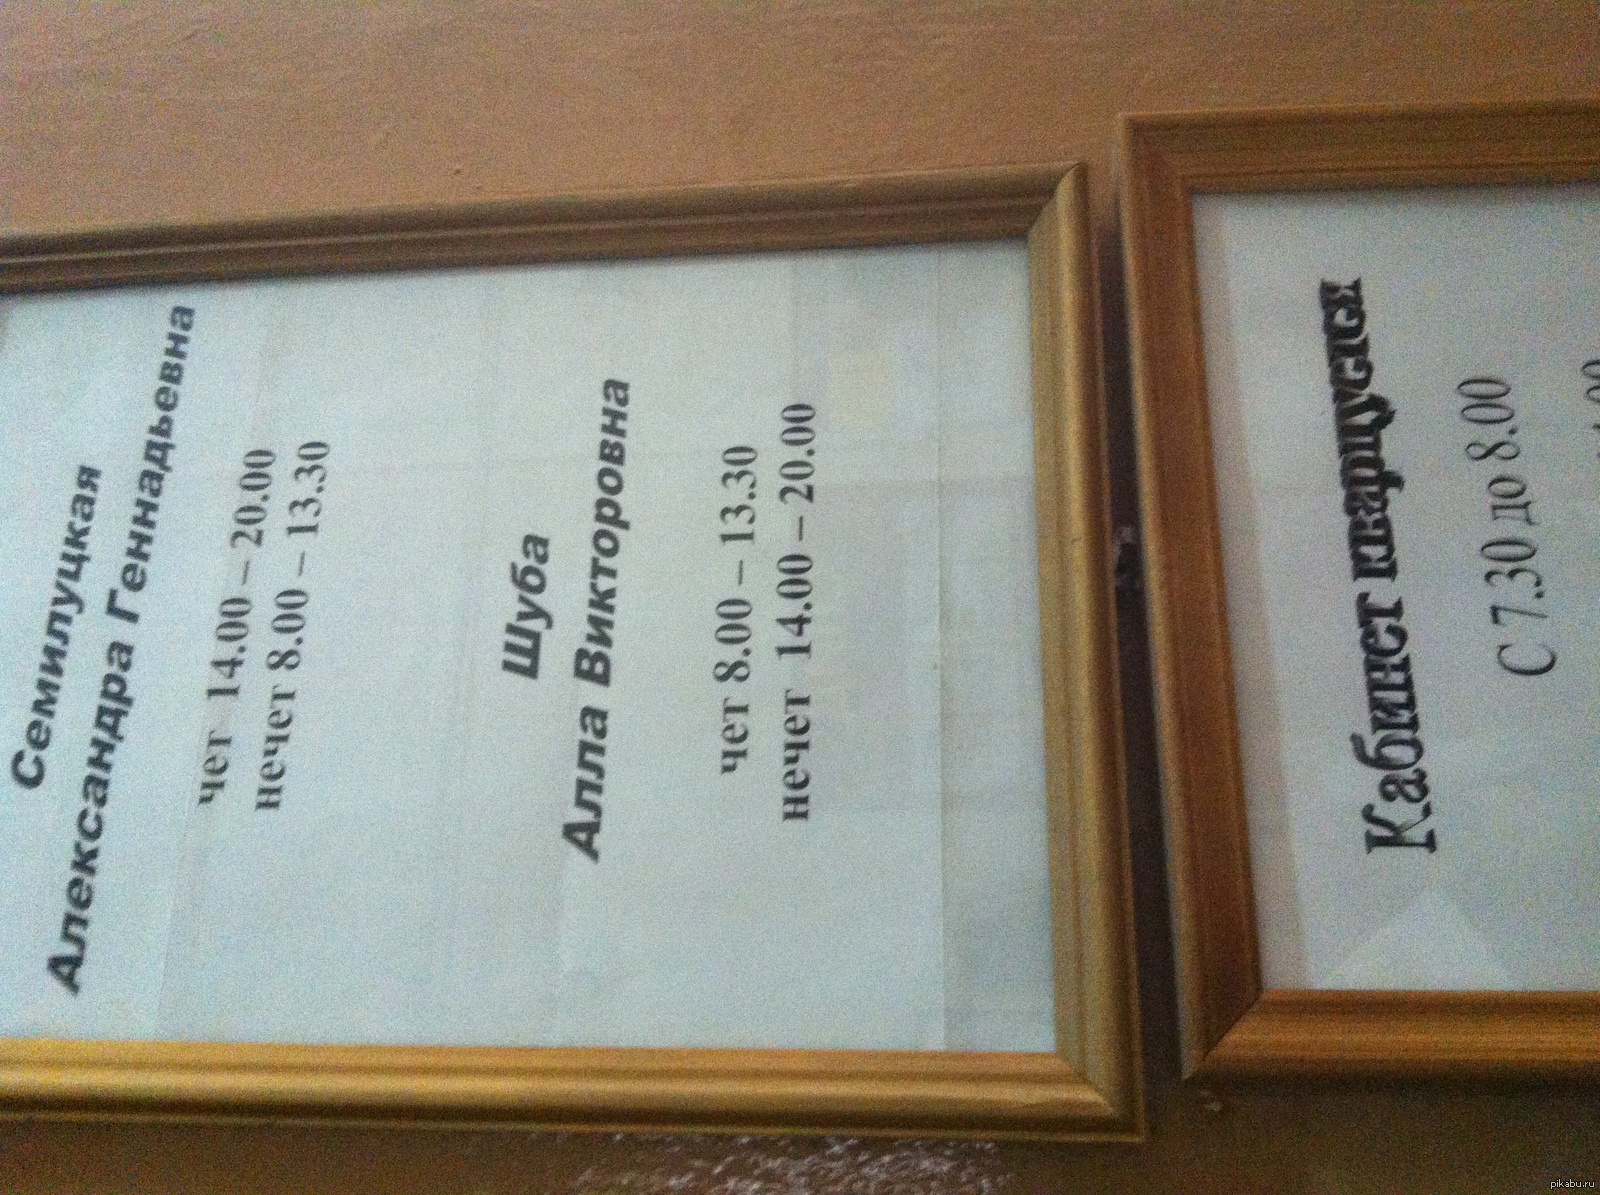 Семилуцкая
Александра Геннадьевна
чет 14.00 – 20.00
нечет 8.00 – 13.30
Шуба
Алла Викторовна
чет 8.00 – 13.30
нечет 14.00 – 20.00
Кабинет кварцуется
С 7.30 до 8.00
pikabu.ru